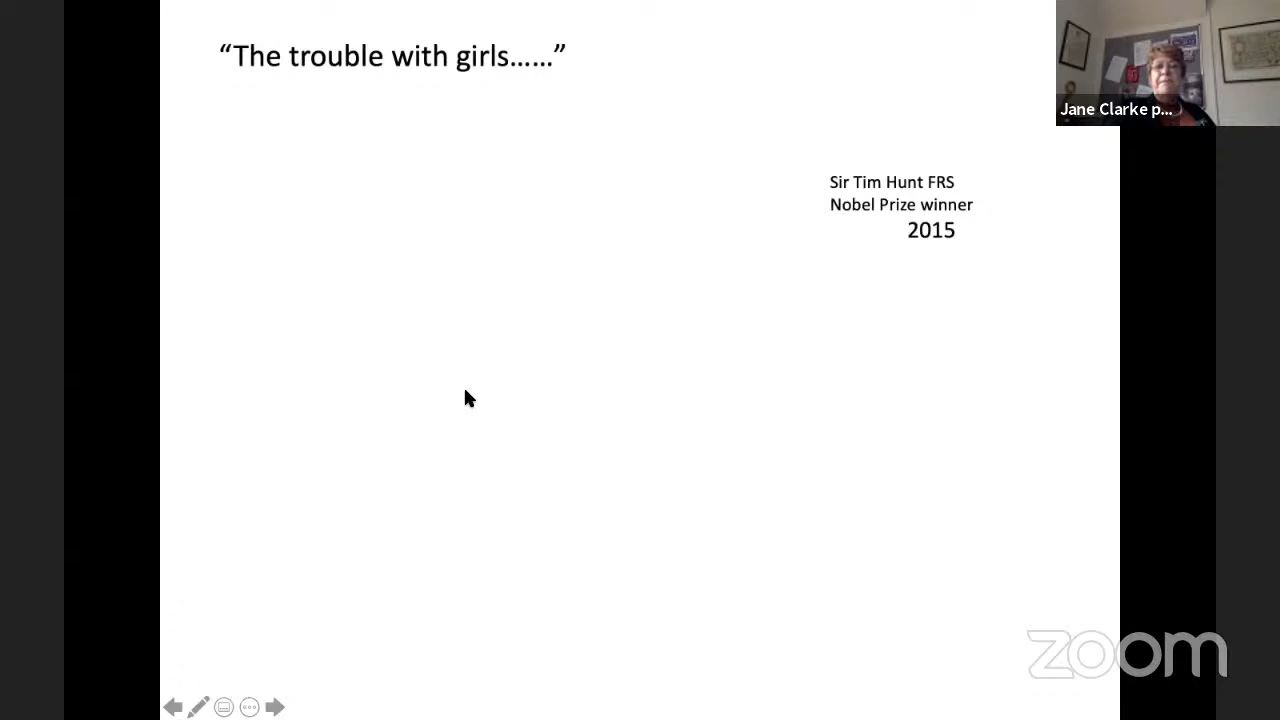 “The trouble with girls......”
Jane Clarke p...
Sir Tim Hunt FRS
Nobel Prize winner
2015
zoom